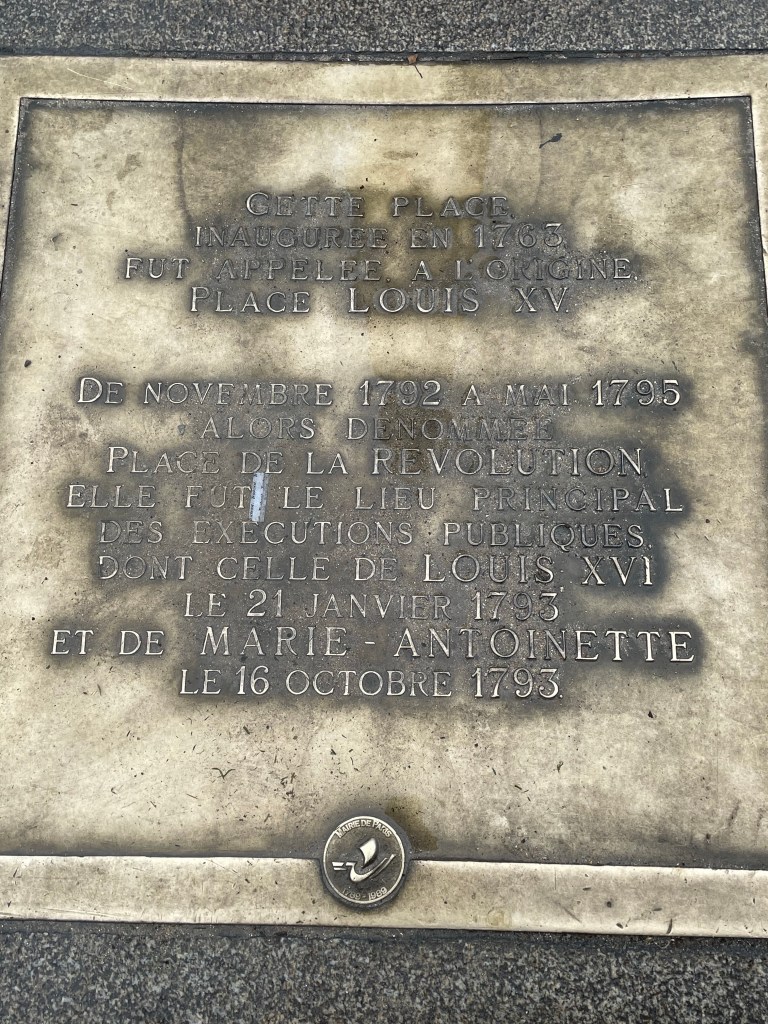 CETTE PLACE,
INAUGUREE EN 1763,
FUT APPELEE, A L'ORIGINE,
PLACE LOUIS XV.
DE NOVEMBRE 1792 A MAI 1795
ALORS DENOMMEE
PLACE DE LA REVOLUTION
ELLE FUT LE LIEU PRINCIPAL
DES EXECUTIONS PUBLIQUES,
DONT CELLE DE LOUIS XVI
LE 21 JANVIER 1793
ET DE MARIE-ANTOINETTE
LE 16 OCTOBRE 1793.
MAIRIE DE PARIS
1789-1989